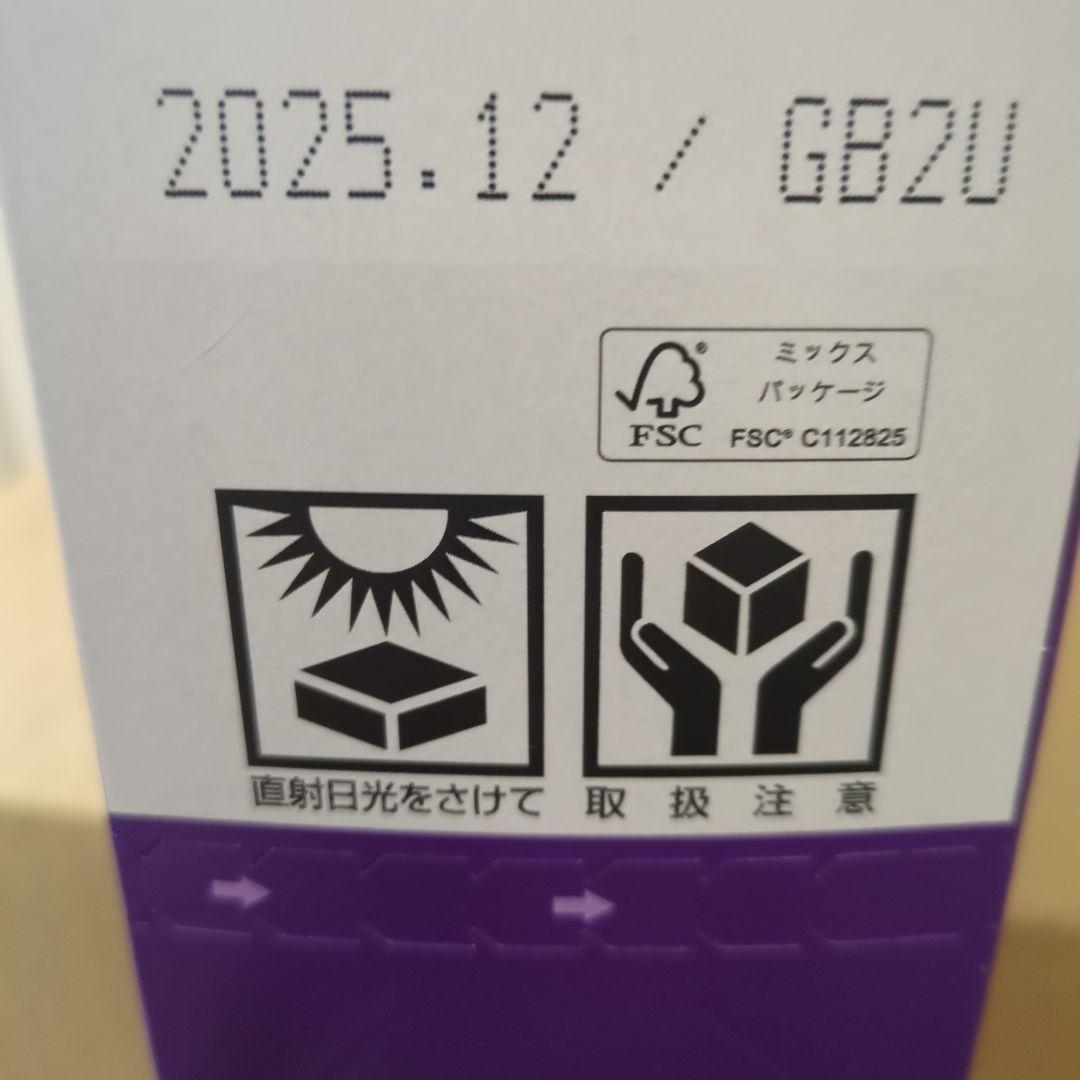 2025.12 / GB2U
ミックス
パッケージ
FSC® C112825
FSC
直射日光をさけて
取扱注意